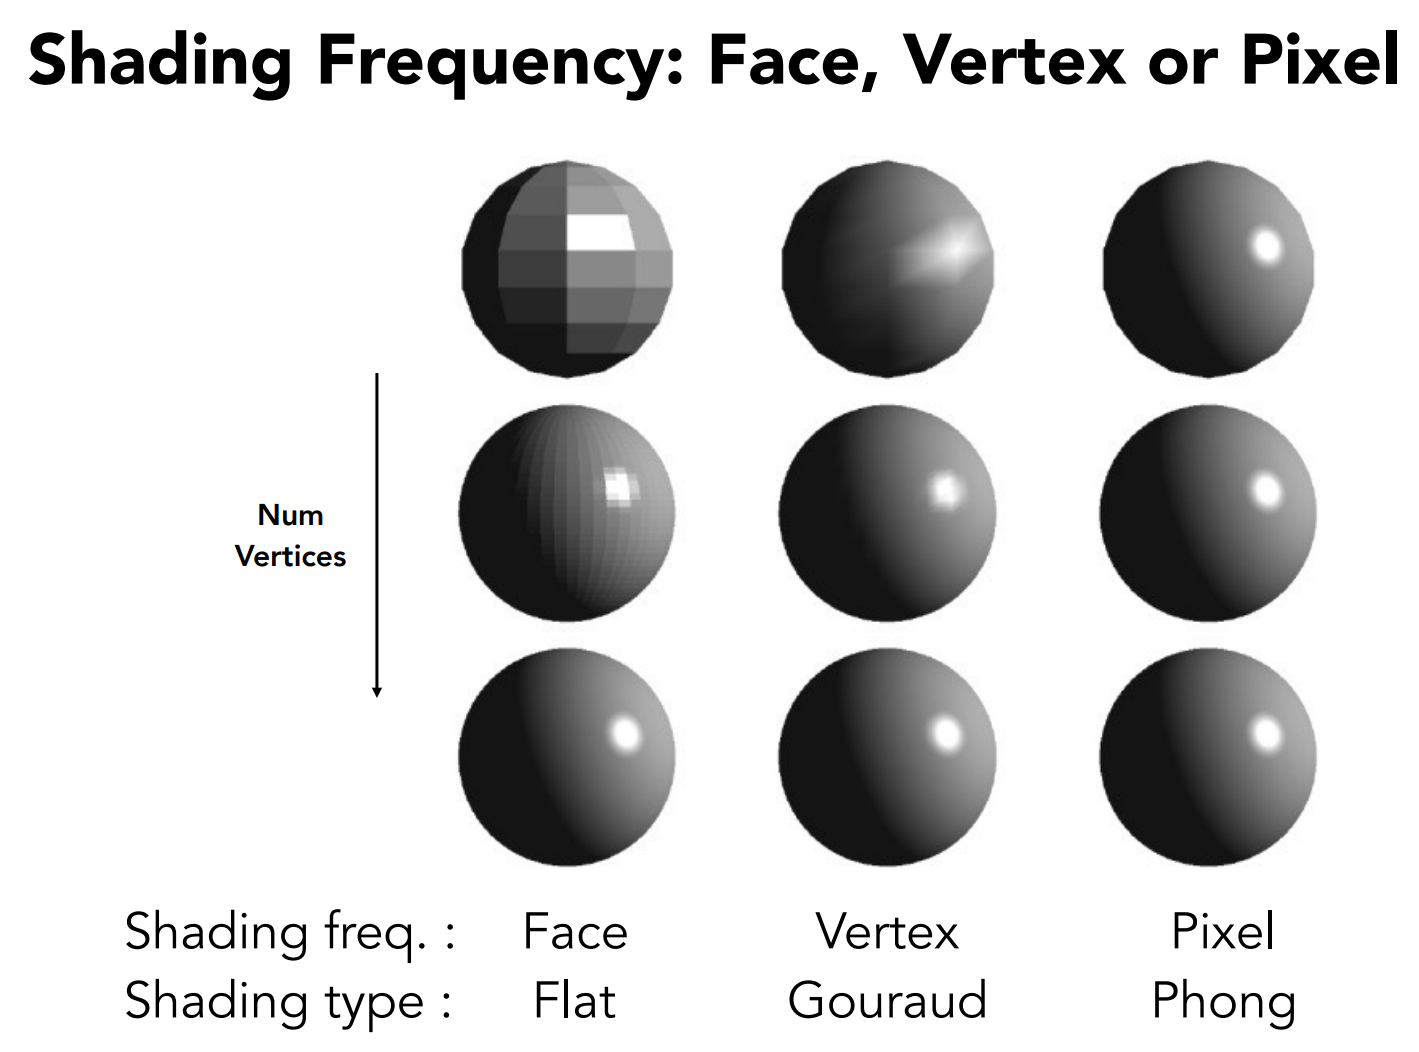 Shading Frequency: Face, Vertex or Pixel
Num
Vertices
Shading freq. : Face Vertex Pixel
Shading type : Flat Gouraud Phong